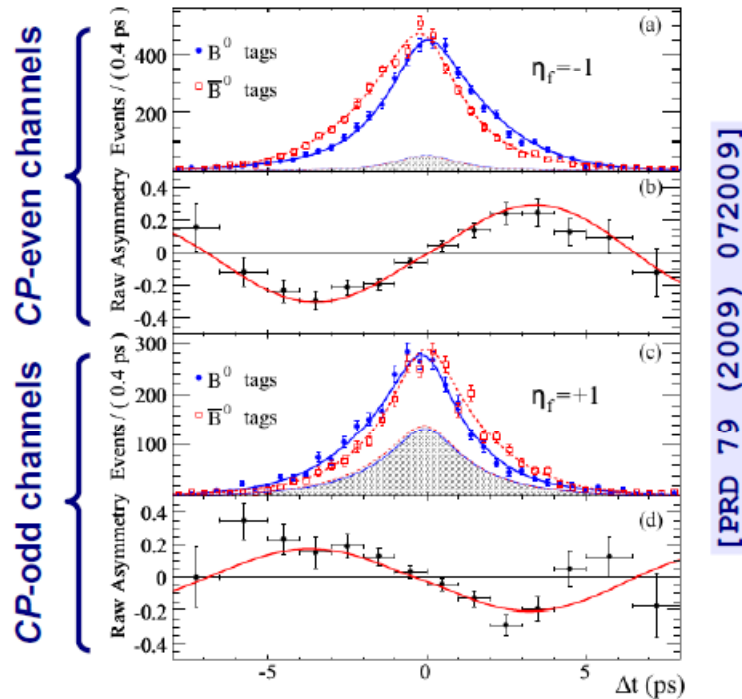 CP-even channels
Events / ( 0.4 ps )
400
200
B⁰ tags
B̅⁰ tags
(a)
η_f=-1
Raw Asymmetry
0.4
0.2
0
-0.2
-0.4
(b)
CP-odd channels
Events / ( 0.4 ps )
300
200
100
B⁰ tags
B̅⁰ tags
(c)
η_f=+1
Raw Asymmetry
0.4
0.2
0
-0.2
-0.4
(d)
-5
0
5
Δt (ps)
[PRD 79 (2009) 072009]